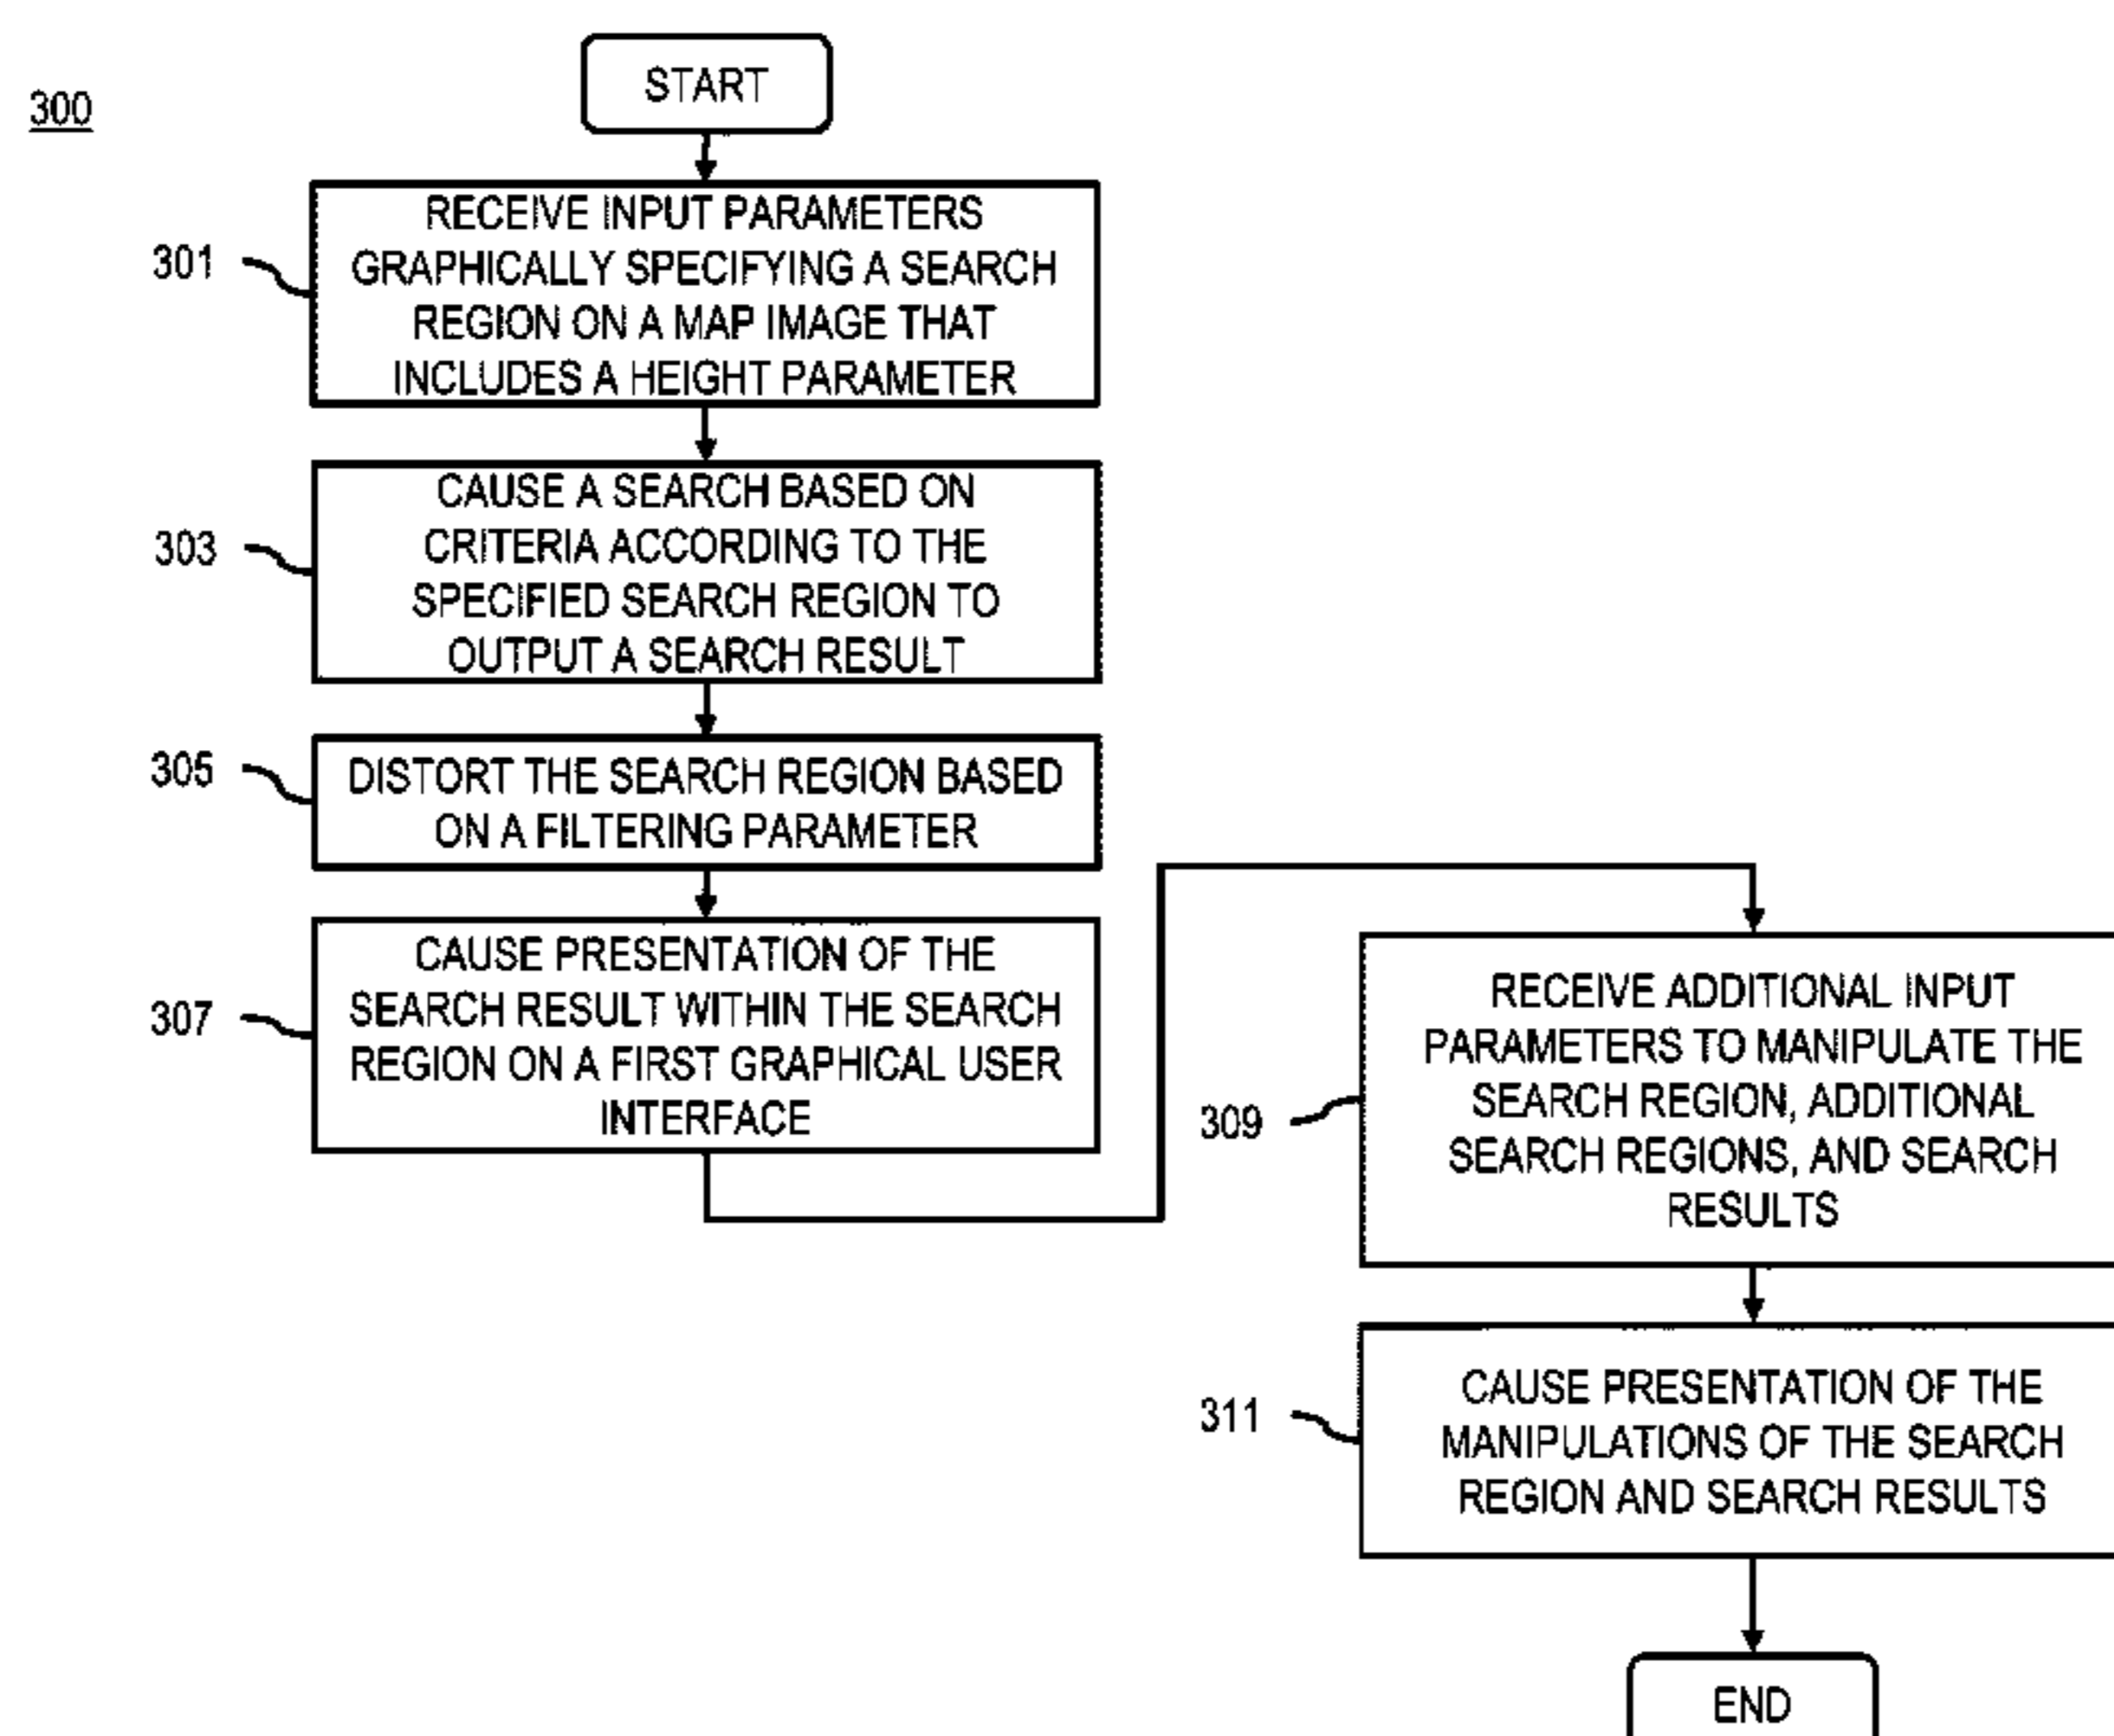 300
START
301
RECEIVE INPUT PARAMETERS
GRAPHICALLY SPECIFYING A SEARCH
REGION ON A MAP IMAGE THAT
INCLUDES A HEIGHT PARAMETER
303
CAUSE A SEARCH BASED ON
CRITERIA ACCORDING TO THE
SPECIFIED SEARCH REGION TO
OUTPUT A SEARCH RESULT
305
DISTORT THE SEARCH REGION BASED
ON A FILTERING PARAMETER
307
CAUSE PRESENTATION OF THE
SEARCH RESULT WITHIN THE SEARCH
REGION ON A FIRST GRAPHICAL USER
INTERFACE
309
RECEIVE ADDITIONAL INPUT
PARAMETERS TO MANIPULATE THE
SEARCH REGION, ADDITIONAL
SEARCH REGIONS, AND SEARCH
RESULTS
311
CAUSE PRESENTATION OF THE
MANIPULATIONS OF THE SEARCH
REGION AND SEARCH RESULTS
END